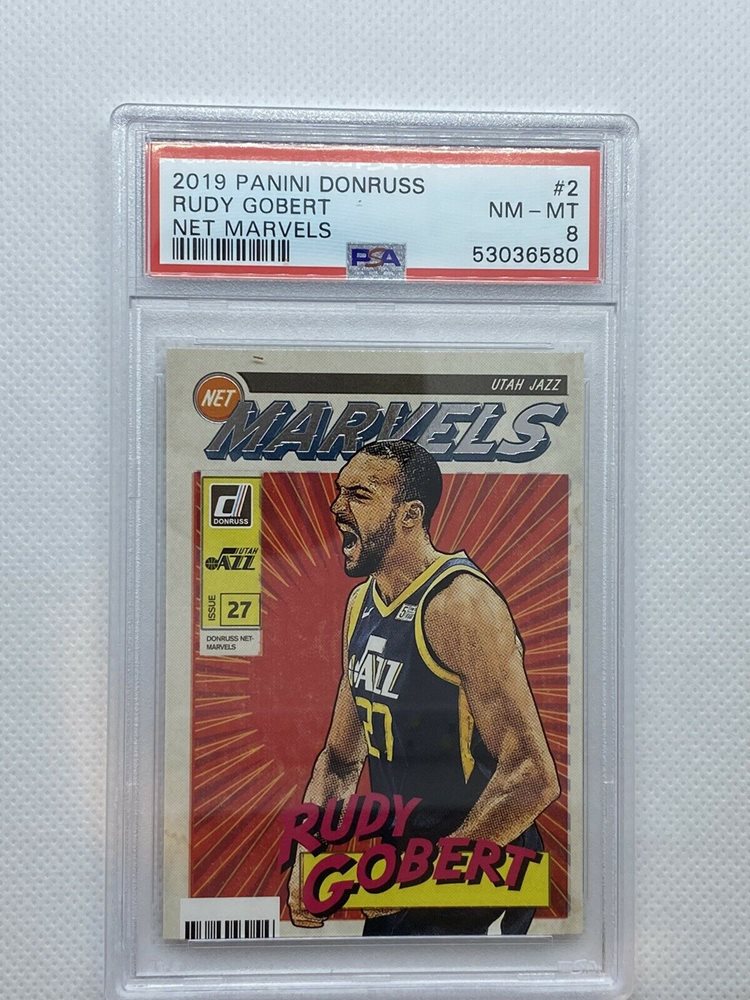 2019 PANINI DONRUSS #2
RUDY GOBERT NM – MT
NET MARVELS 8
PSA 53036580
UTAH JAZZ
NET
MARVELS
d
DONRUSS
UTAH
JAZZ
ISSUE 27
DONRUSS NET-
MARVELS
JAZZ
27
RUDY
GOBERT